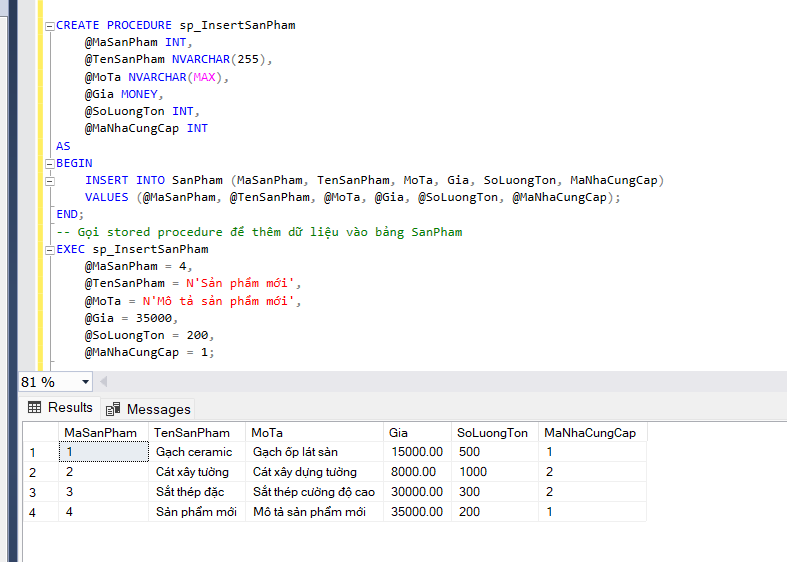 CREATE PROCEDURE sp_InsertSanPham
@MaSanPham INT,
@TenSanPham NVARCHAR(255),
@MoTa NVARCHAR(MAX),
@Gia MONEY,
@SoLuongTon INT,
@MaNhaCungCap INT
AS
BEGIN
INSERT INTO SanPham (MaSanPham, TenSanPham, MoTa, Gia, SoLuongTon, MaNhaCungCap)
VALUES (@MaSanPham, @TenSanPham, @MoTa, @Gia, @SoLuongTon, @MaNhaCungCap);
END;
-- Gọi stored procedure để thêm dữ liệu vào bảng SanPham
EXEC sp_InsertSanPham
@MaSanPham = 4,
@TenSanPham = N'Sản phẩm mới',
@MoTa = N'Mô tả sản phẩm mới',
@Gia = 35000,
@SoLuongTon = 200,
@MaNhaCungCap = 1;
81 %
Results Messages
MaSanPham TenSanPham MoTa Gia SoLuongTon MaNhaCungCap
1 1 Gạch ceramic Gạch ốp lát sàn 15000.00 500 1
2 2 Cát xây tường Cát xây dựng tường 8000.00 1000 2
3 3 Sắt thép đặc Sắt thép cường độ cao 30000.00 300 2
4 4 Sản phẩm mới Mô tả sản phẩm mới 35000.00 200 1